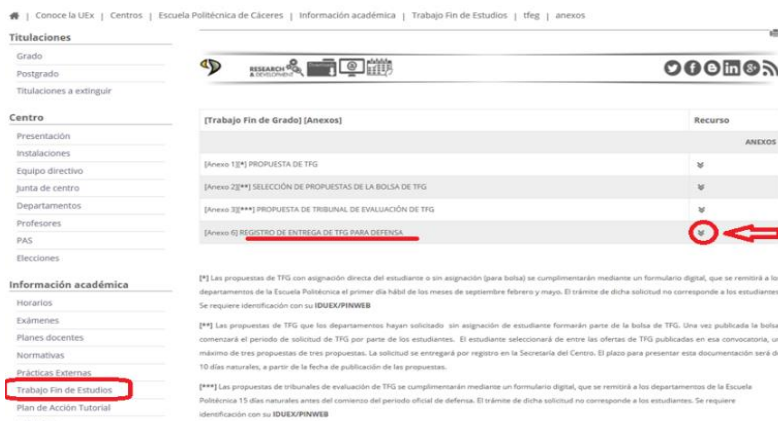 | Conoce la UEx | Centros | Escuela Politécnica de Cáceres | Información académica | Trabajo Fin de Estudios | tfeg | anexos
Titulaciones
Grado
Postgrado
Titulaciones a extinguir
Centro
Presentación
Instalaciones
Equipo directivo
Junta de centro
Departamentos
Profesores
PAS
Elecciones
Información académica
Horarios
Exámenes
Planes docentes
Normativas
Prácticas Externas
Trabajo Fin de Estudios
Plan de Acción Tutorial
RESEARCH
& DEVELOPMENT
[Trabajo Fin de Grado] [Anexos] Recurso
ANEXOS
[Anexo 1][*] PROPUESTA DE TFG
[Anexo 2][**] SELECCIÓN DE PROPUESTAS DE LA BOLSA DE TFG
[Anexo 3][***] PROPUESTA DE TRIBUNAL DE EVALUACIÓN DE TFG
[Anexo 6] REGISTRO DE ENTREGA DE TFG PARA DEFENSA
[*] Las propuestas de TFG con asignación directa del estudiante o sin asignación (para bolsa) se cumplimentarán mediante un formulario digital, que se remitirá a los
departamentos de la Escuela Politécnica el primer día hábil de los meses de septiembre febrero y mayo. El trámite de dicha solicitud no corresponde a los estudiantes.
Se requiere identificación con su IDUEX/PINWEB
[**] Las propuestas de TFG que los departamentos hayan solicitado sin asignación de estudiante formarán parte de la bolsa de TFG. Una vez publicada la bolsa
comenzará el periodo de solicitud de TFG por parte de los estudiantes. El estudiante seleccionará de entre las ofertas de TFG publicadas en esa convocatoria, un
máximo de tres propuestas de tres propuestas. La solicitud se entregará por registro en la Secretaría del Centro. El plazo para presentar esta documentación será de
10 días naturales, a partir de la fecha de publicación de las propuestas.
[***] Las propuestas de tribunales de evaluación de TFG se cumplimentarán mediante un formulario digital, que se remitirá a los departamentos de la Escuela
Politécnica 15 días naturales antes del comienzo del periodo oficial de defensa. El trámite de dicha solicitud no corresponde a los estudiantes. Se requiere
identificación con su IDUEX/PINWEB